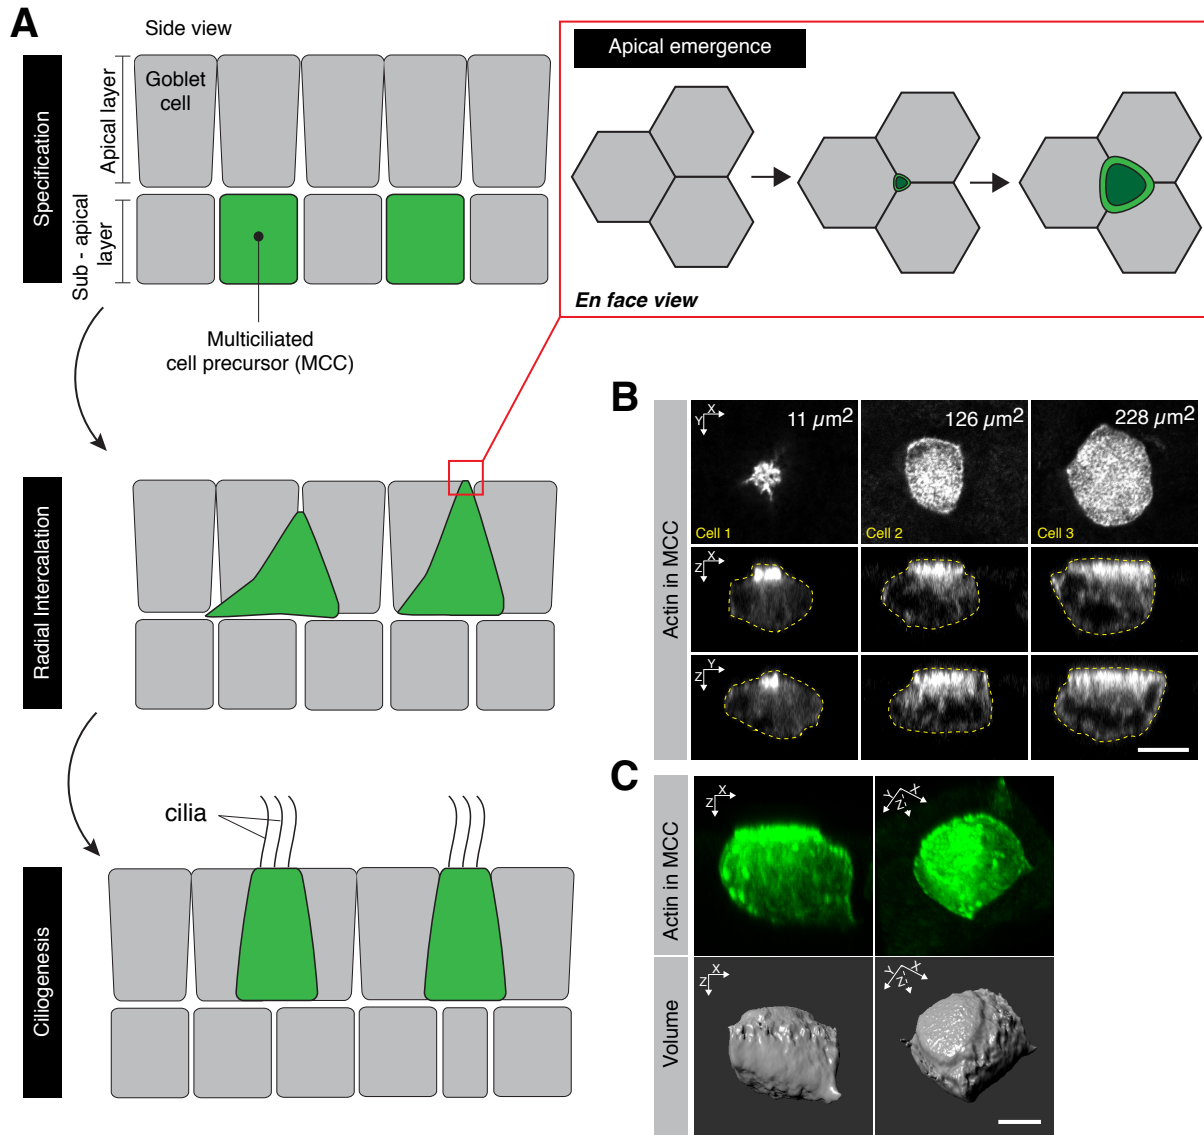 A
Side view
Specification
Apical layer
Goblet
cell
Sub - apical
layer
Multiciliated
cell precursor (MCC)
Apical emergence
En face view
Radial Intercalation
Ciliogenesis
cilia
B
Actin in MCC
X
Y
11 µm2
Cell 1
126 µm2
Cell 2
228 µm2
Cell 3
X
Z
Y
Z
C
Actin in MCC
X
Z
Y
X
Z
Volume
X
Z
Y
X
Z